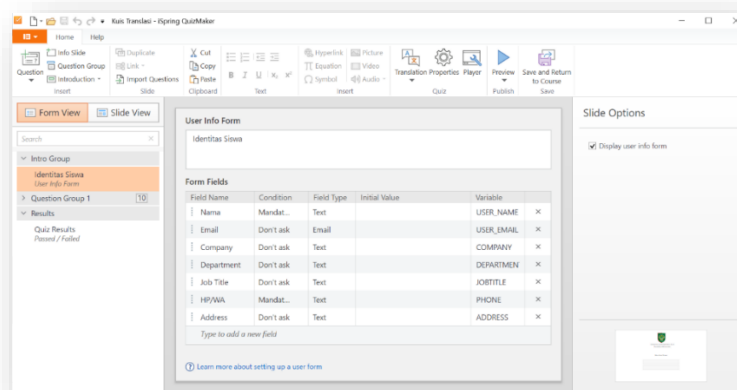 Kuis Translasi - iSpring QuizMaker
Home Help
Question
Info Slide
Question Group
Introduction
Insert
Duplicate
Link
Import Questions
Slide
Cut
Copy
Paste
Clipboard
B I U X₂ X²
Text
Hyperlink
Equation
Symbol
Picture
Video
Audio
Insert
Translation Properties Player
Quiz
Preview
Publish
Save and Return
to Course
Save
Form View Slide View
Search
Intro Group
Identitas Siswa
User Info Form
Question Group 1 10
Results
Quiz Results
Passed / Failed
User Info Form
Identitas Siswa
Form Fields
Field Name Condition Field Type Initial Value Variable
Name Mandat... Text USER_NAME
Email Don't ask Email USER_EMAIL
Company Don't ask Text COMPANY
Department Don't ask Text DEPARTMEN
Job Title Don't ask Text JOBTITLE
HP/WA Mandat... Text PHONE
Address Don't ask Text ADDRESS
Type to add a new field
Learn more about setting up a user form
Slide Options
Display user info form